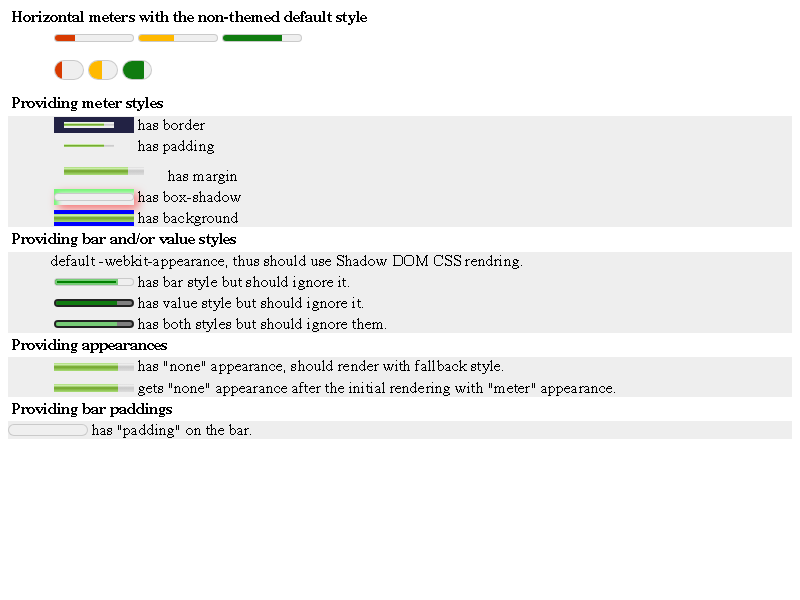 Horizontal meters with the non-themed default style
Providing meter styles
has border
has padding
has margin
has box-shadow
has background
Providing bar and/or value styles
default -webkit-appearance, thus should use Shadow DOM CSS rendring.
has bar style but should ignore it.
has value style but should ignore it.
has both styles but should ignore them.
Providing appearances
has "none" appearance, should render with fallback style.
gets "none" appearance after the initial rendering with "meter" appearance.
Providing bar paddings
has "padding" on the bar.